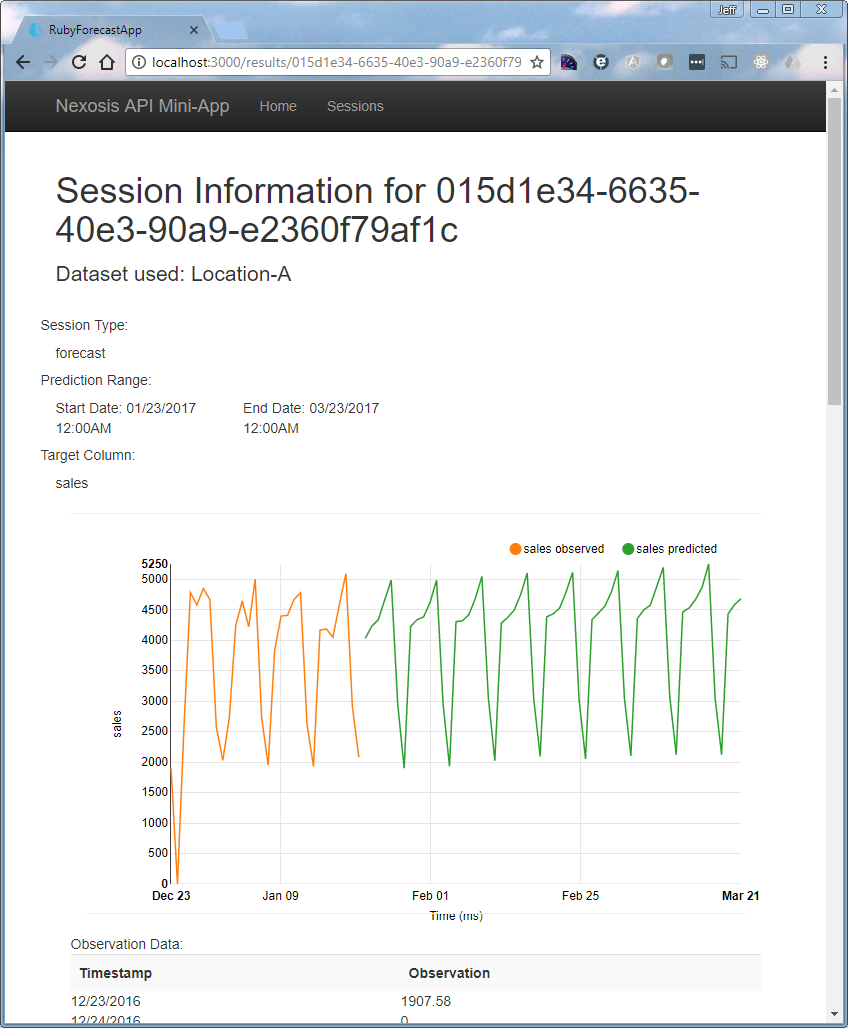 Jeff
RubyForecastApp
localhost:3000/results/015d1e34-6635-40e3-90a9-e2360f79
Nexosis API Mini-App Home Sessions
Session Information for 015d1e34-6635-
40e3-90a9-e2360f79af1c
Dataset used: Location-A
Session Type:
forecast
Prediction Range:
Start Date: 01/23/2017 End Date: 03/23/2017
12:00AM 12:00AM
Target Column:
sales
sales observed sales predicted
5250
5000
4500
4000
3500
3000
sales
2500
2000
1500
1000
500
0
Dec 23 Jan 09 Feb 01 Feb 25 Mar 21
Time (ms)
Observation Data:
Timestamp Observation
12/23/2016 1907.58
12/24/2016 0